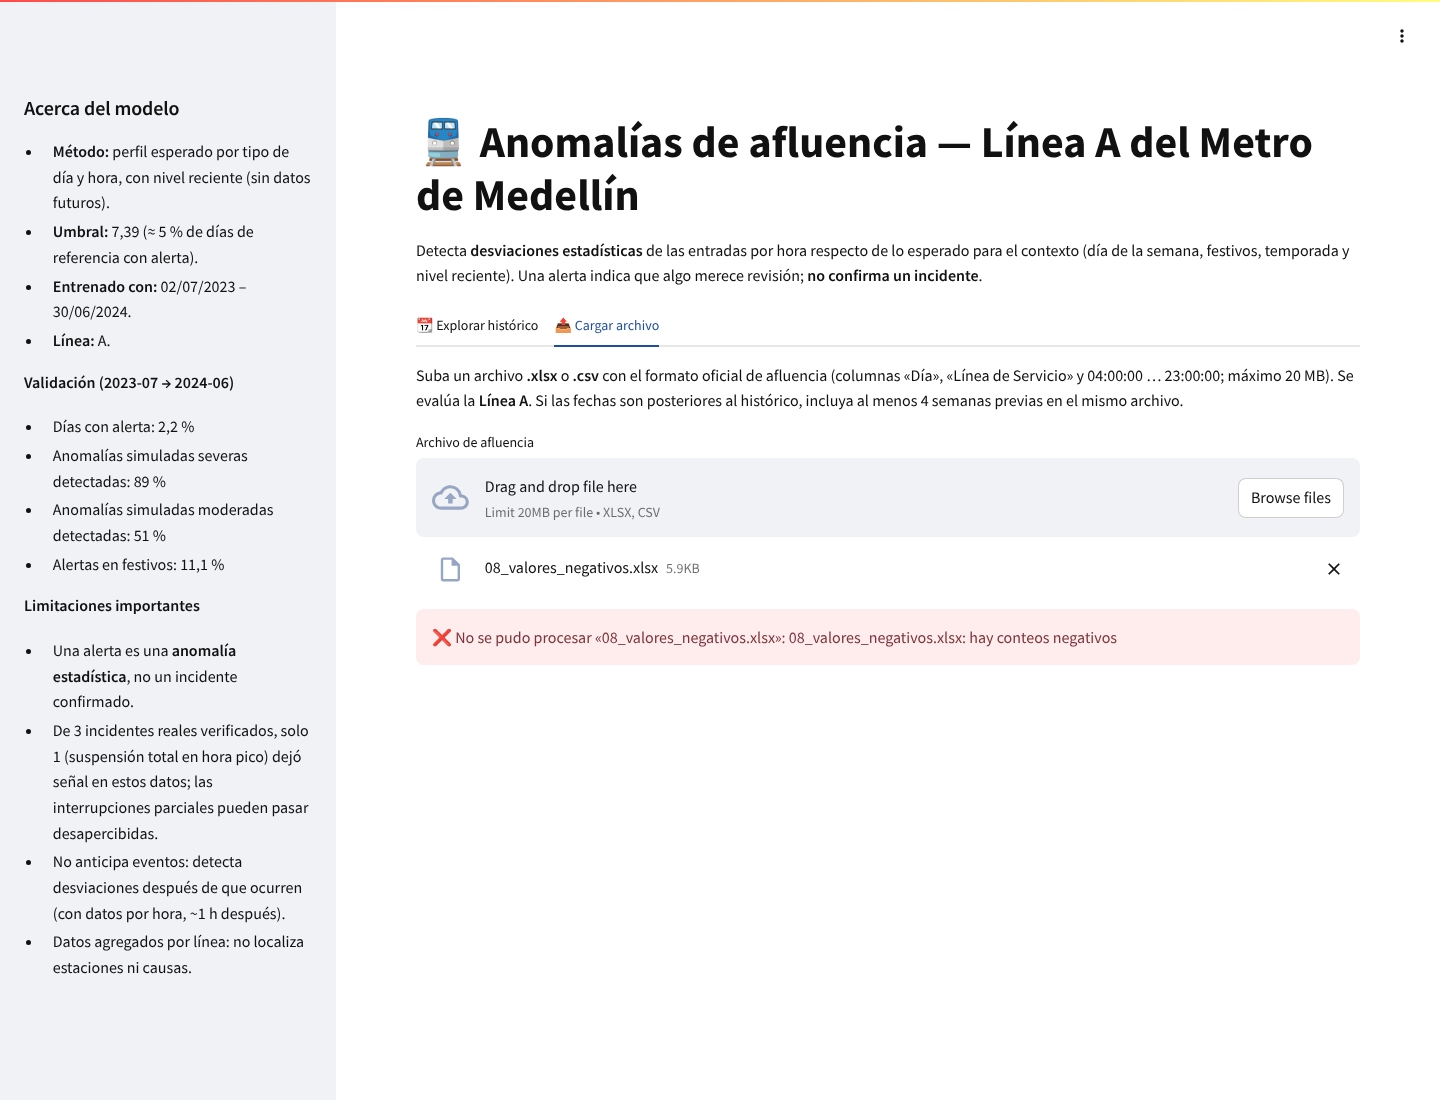 Acerca del modelo
• Método: perfil esperado por tipo de
día y hora, con nivel reciente (sin datos
futuros).
• Umbral: 7,39 (≈ 5 % de días de
referencia con alerta).
• Entrenado con: 02/07/2023 –
30/06/2024.
• Línea: A.
Validación (2023-07 → 2024-06)
• Días con alerta: 2,2 %
• Anomalías simuladas severas
detectadas: 89 %
• Anomalías simuladas moderadas
detectadas: 51 %
• Alertas en festivos: 11,1 %
Limitaciones importantes
• Una alerta es una anomalía
estadística, no un incidente
confirmado.
• De 3 incidentes reales verificados, solo
1 (suspensión total en hora pico) dejó
señal en estos datos; las
interrupciones parciales pueden pasar
desapercibidas.
• No anticipa eventos: detecta
desviaciones después de que ocurren
(con datos por hora, ~1 h después).
• Datos agregados por línea: no localiza
estaciones ni causas.
Anomalías de afluencia — Línea A del Metro
de Medellín
Detecta desviaciones estadísticas de las entradas por hora respecto de lo esperado para el contexto (día de la semana, festivos, temporada y
nivel reciente). Una alerta indica que algo merece revisión; no confirma un incidente.
Explorar histórico
Cargar archivo
Suba un archivo .xlsx o .csv con el formato oficial de afluencia (columnas «Día», «Línea de Servicio» y 04:00:00 … 23:00:00; máximo 20 MB). Se
evalúa la Línea A. Si las fechas son posteriores al histórico, incluya al menos 4 semanas previas en el mismo archivo.
Archivo de afluencia
Drag and drop file here
Limit 20MB per file • XLSX, CSV
Browse files
08_valores_negativos.xlsx 5.9KB
❌ No se pudo procesar «08_valores_negativos.xlsx»: 08_valores_negativos.xlsx: hay conteos negativos